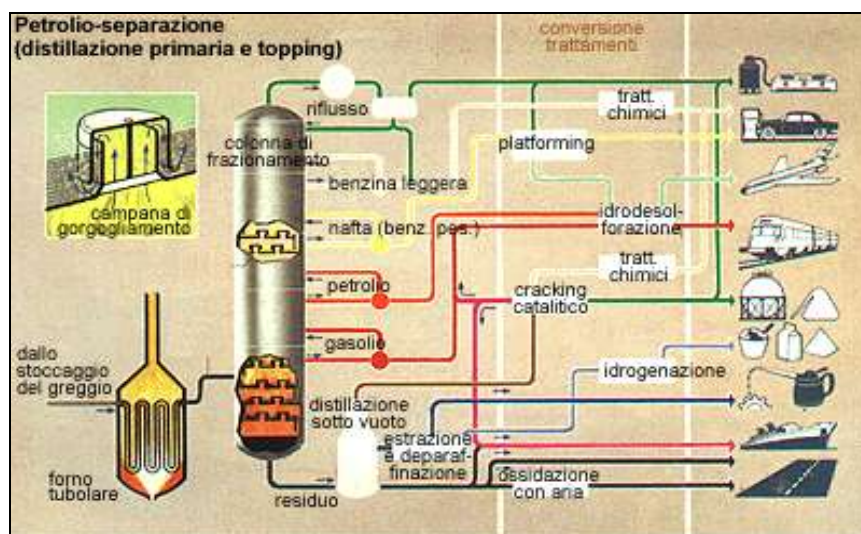 Petrolio-separazione
(distillazione primaria e topping)
conversione
trattamenti
riflusso
tratt.
chimici
colonna di
frazionamento
platforming
benzina leggera
campana di
gorgogliamento
nafta (benz. pes.)
idrodesol-
forazione
tratt.
chimici
petrolio
cracking
catalitico
gasolio
dallo
stoccaggio
del greggio
idrogenazione
distillazione
sotto vuoto
estrazione
e deparaf-
finazione
forno
tubolare
residuo
ossidazione
con aria